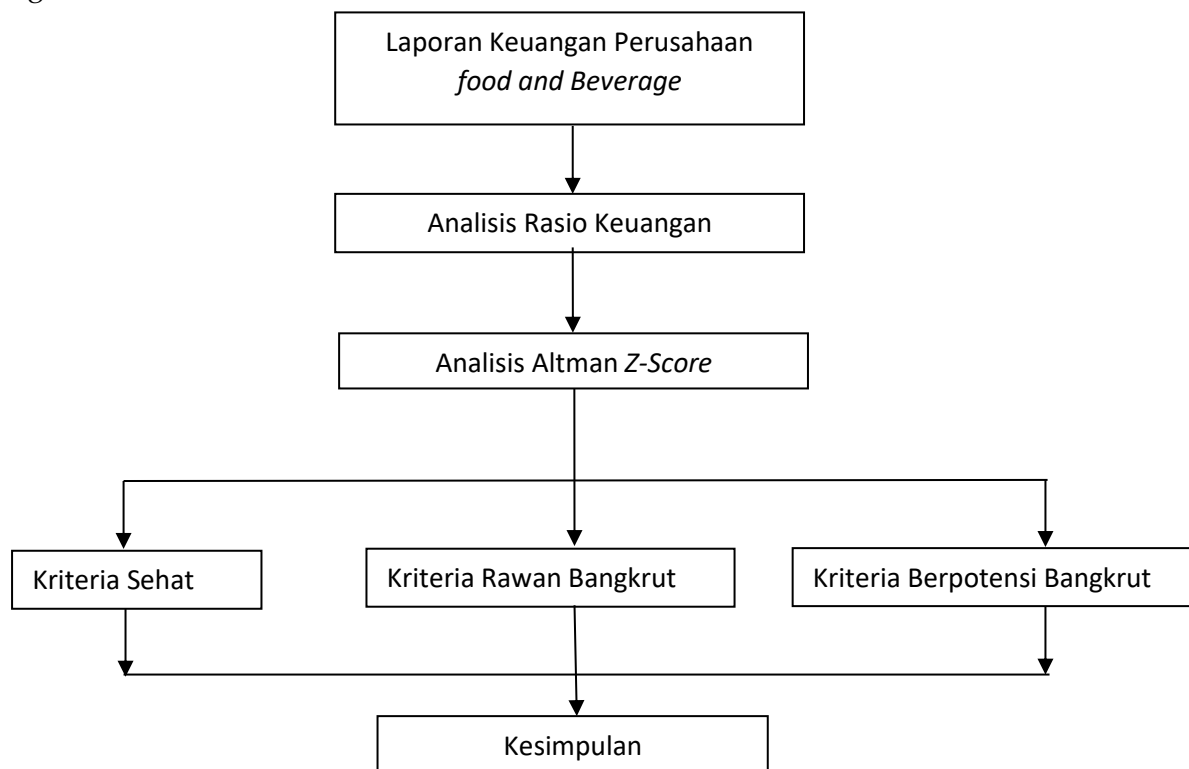 Laporan Keuangan Perusahaan
food and Beverage
Analisis Rasio Keuangan
Analisis Altman Z-Score
Kriteria Sehat
Kriteria Rawan Bangkrut
Kriteria Berpotensi Bangkrut
Kesimpulan